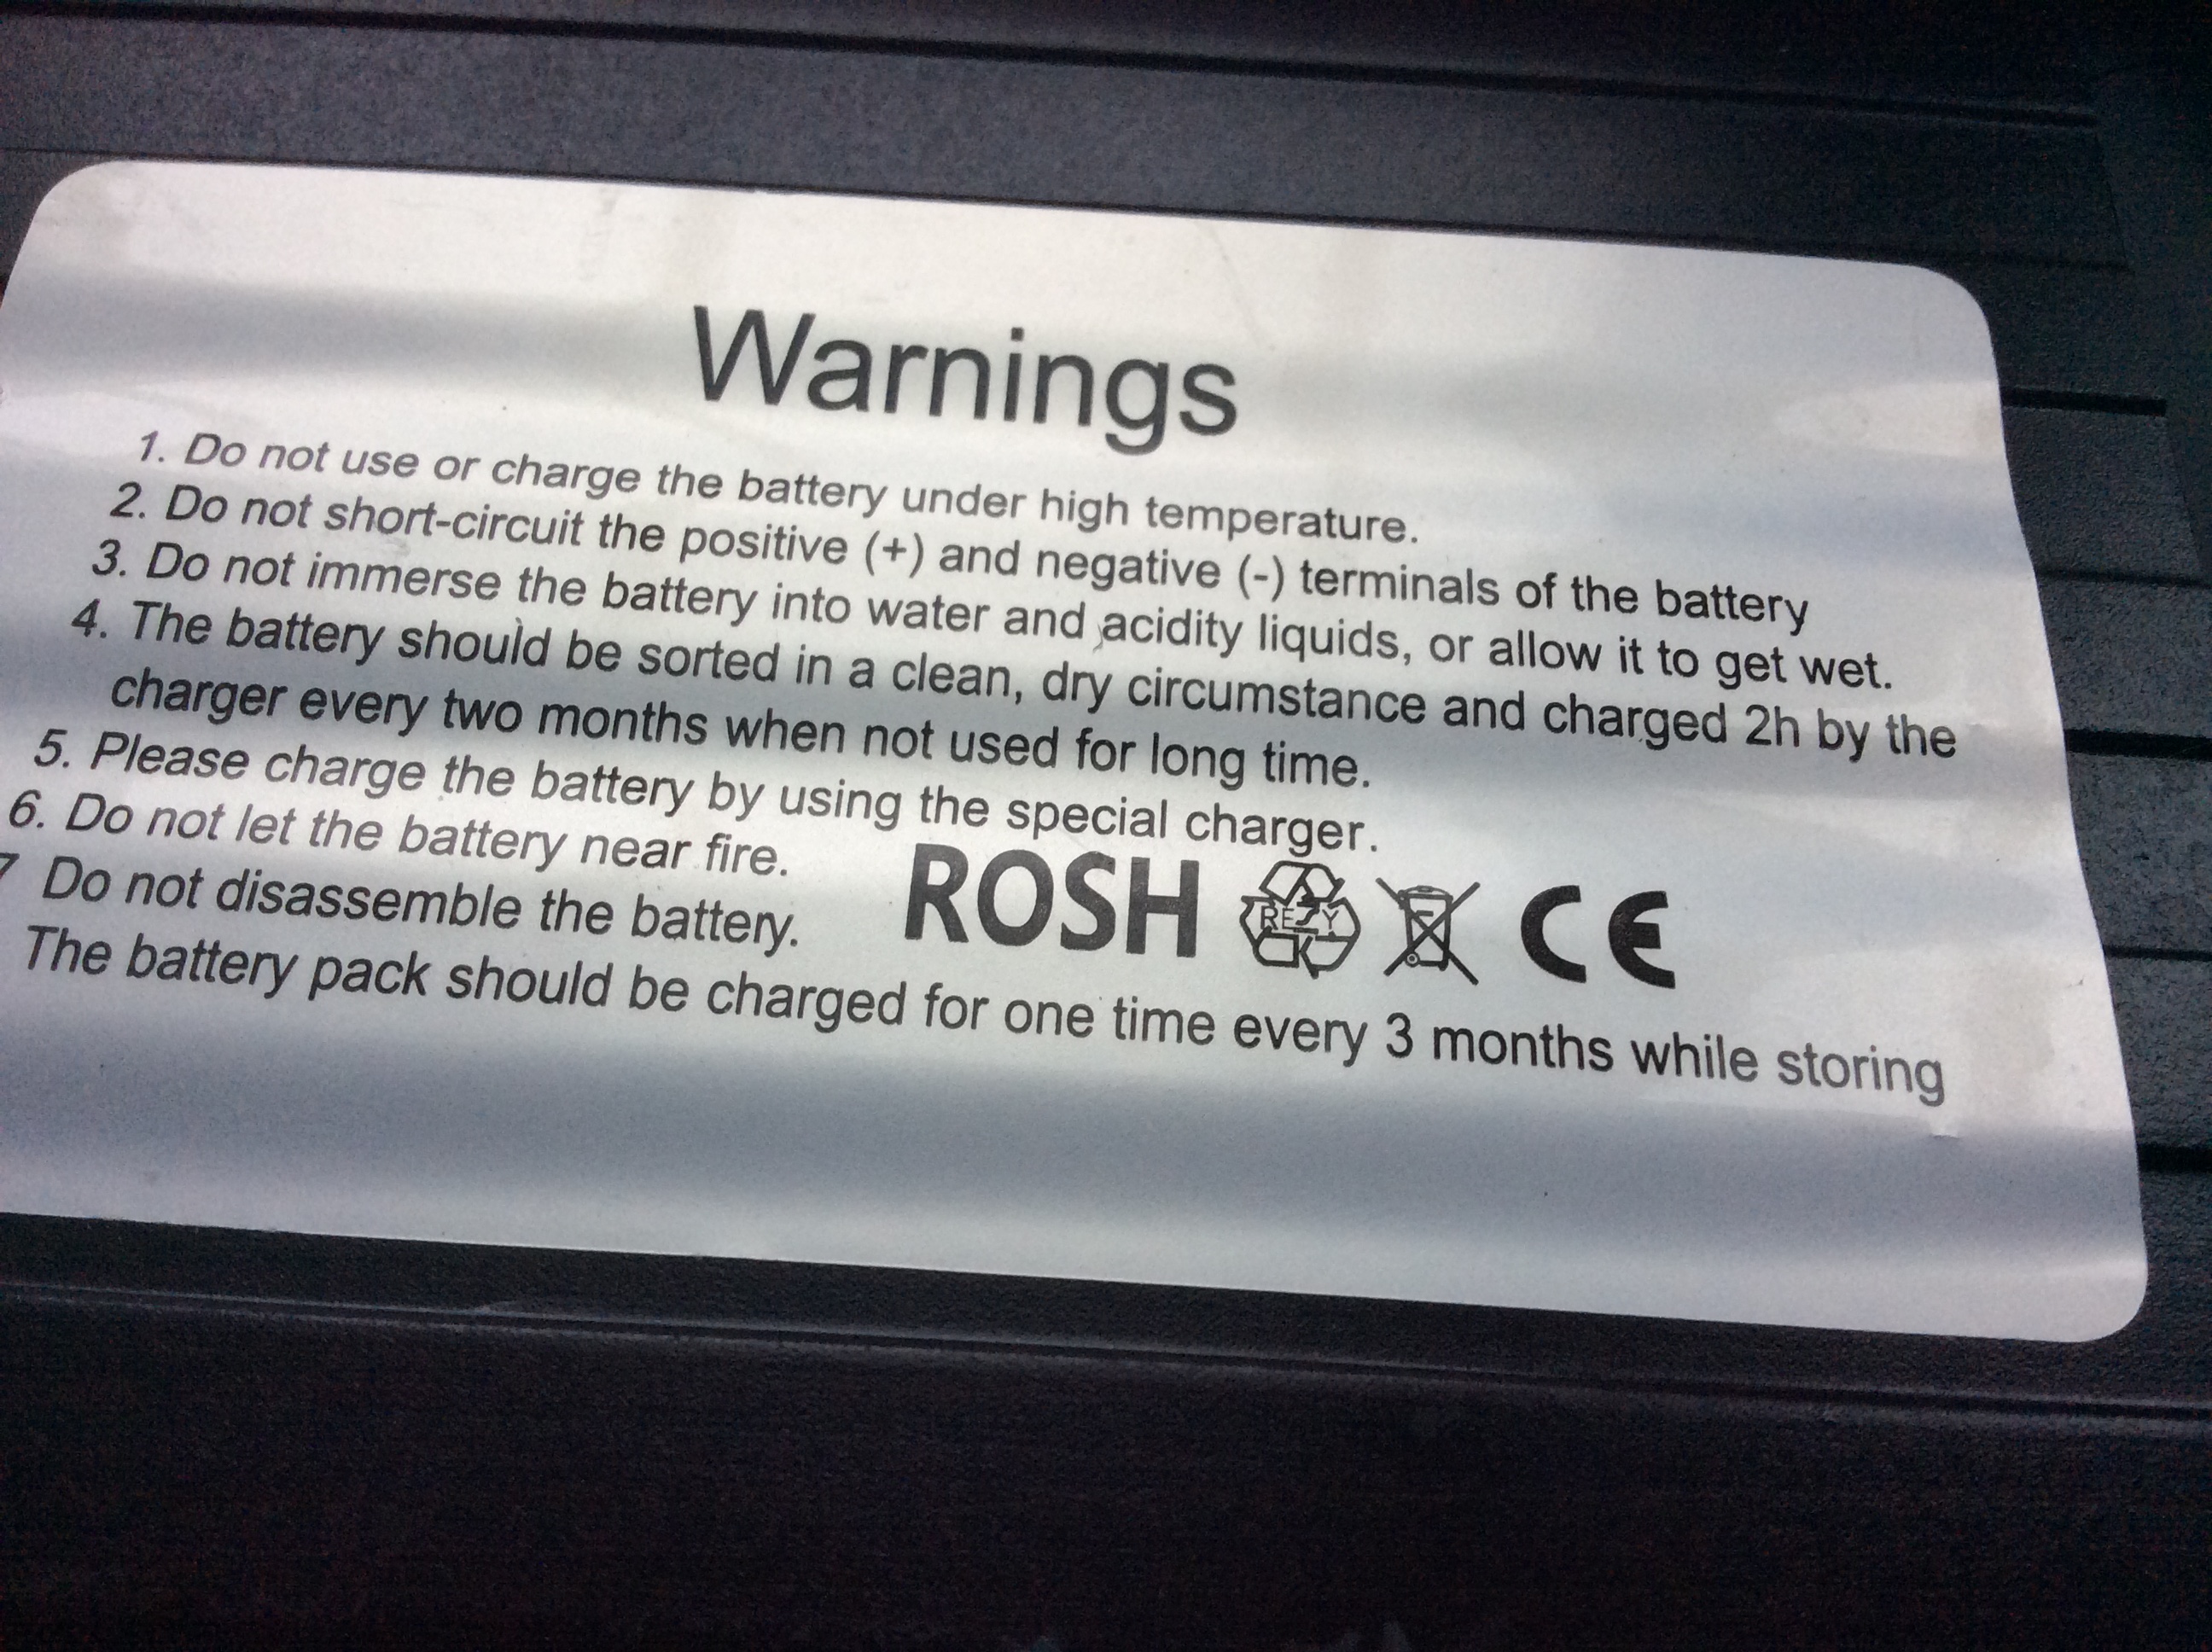 Warnings
1. Do not use or charge the battery under high temperature.
2. Do not short-circuit the positive (+) and negative (-) terminals of the battery
3. Do not immerse the battery into water and acidity liquids, or allow it to get wet.
4. The battery should be sorted in a clean, dry circumstance and charged 2h by the
charger every two months when not used for long time.
5. Please charge the battery by using the special charger.
6. Do not let the battery near fire.
7 Do not disassemble the battery.
ROSH RESY CE
The battery pack should be charged for one time every 3 months while storing